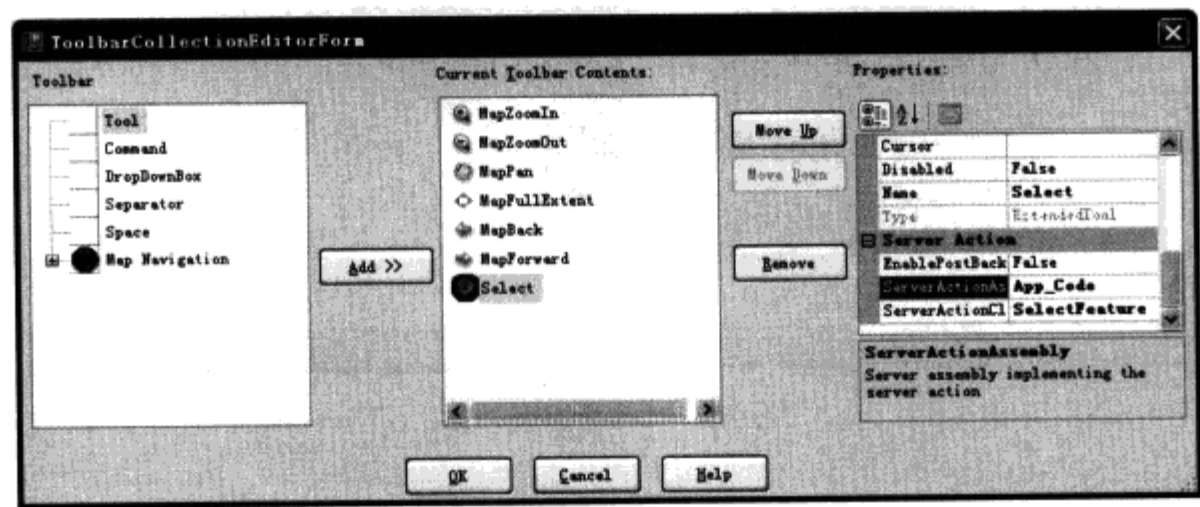 ToolbarCollectionEditorForm
Toolbar
Tool
Command
DropDownBox
Separator
Space
Map Navigation
Add >>
Current Toolbar Contents:
MapZoomIn
MapZoomOut
MapPan
MapFullExtent
MapBack
MapForward
Select
Move Up
Move Down
Remove
Properties:
Cursor
Disabled False
Name Select
Type ExtendedTool
Server Action
EnablePostBack False
ServerActionAs App_Code
ServerActionCl SelectFeature
ServerActionAssembly
Server assembly implementing the
server action
OK
Cancel
Help